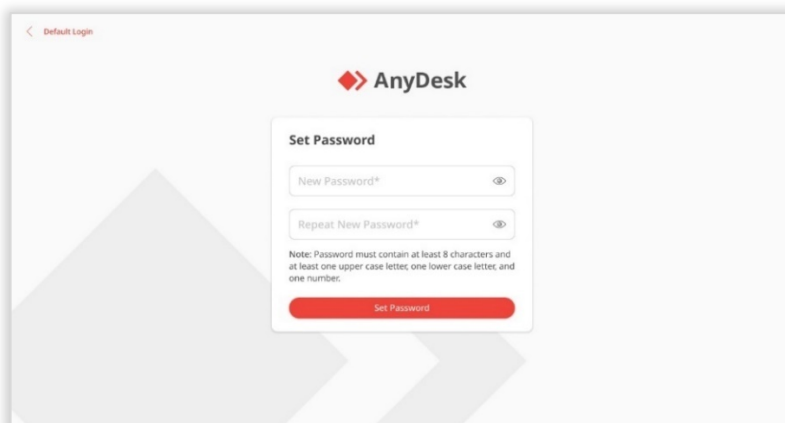 Default Login
AnyDesk
Set Password
New Password*
Repeat New Password*
Note: Password must contain at least 8 characters and
at least one upper case letter, one lower case letter, and
one number.
Set Password